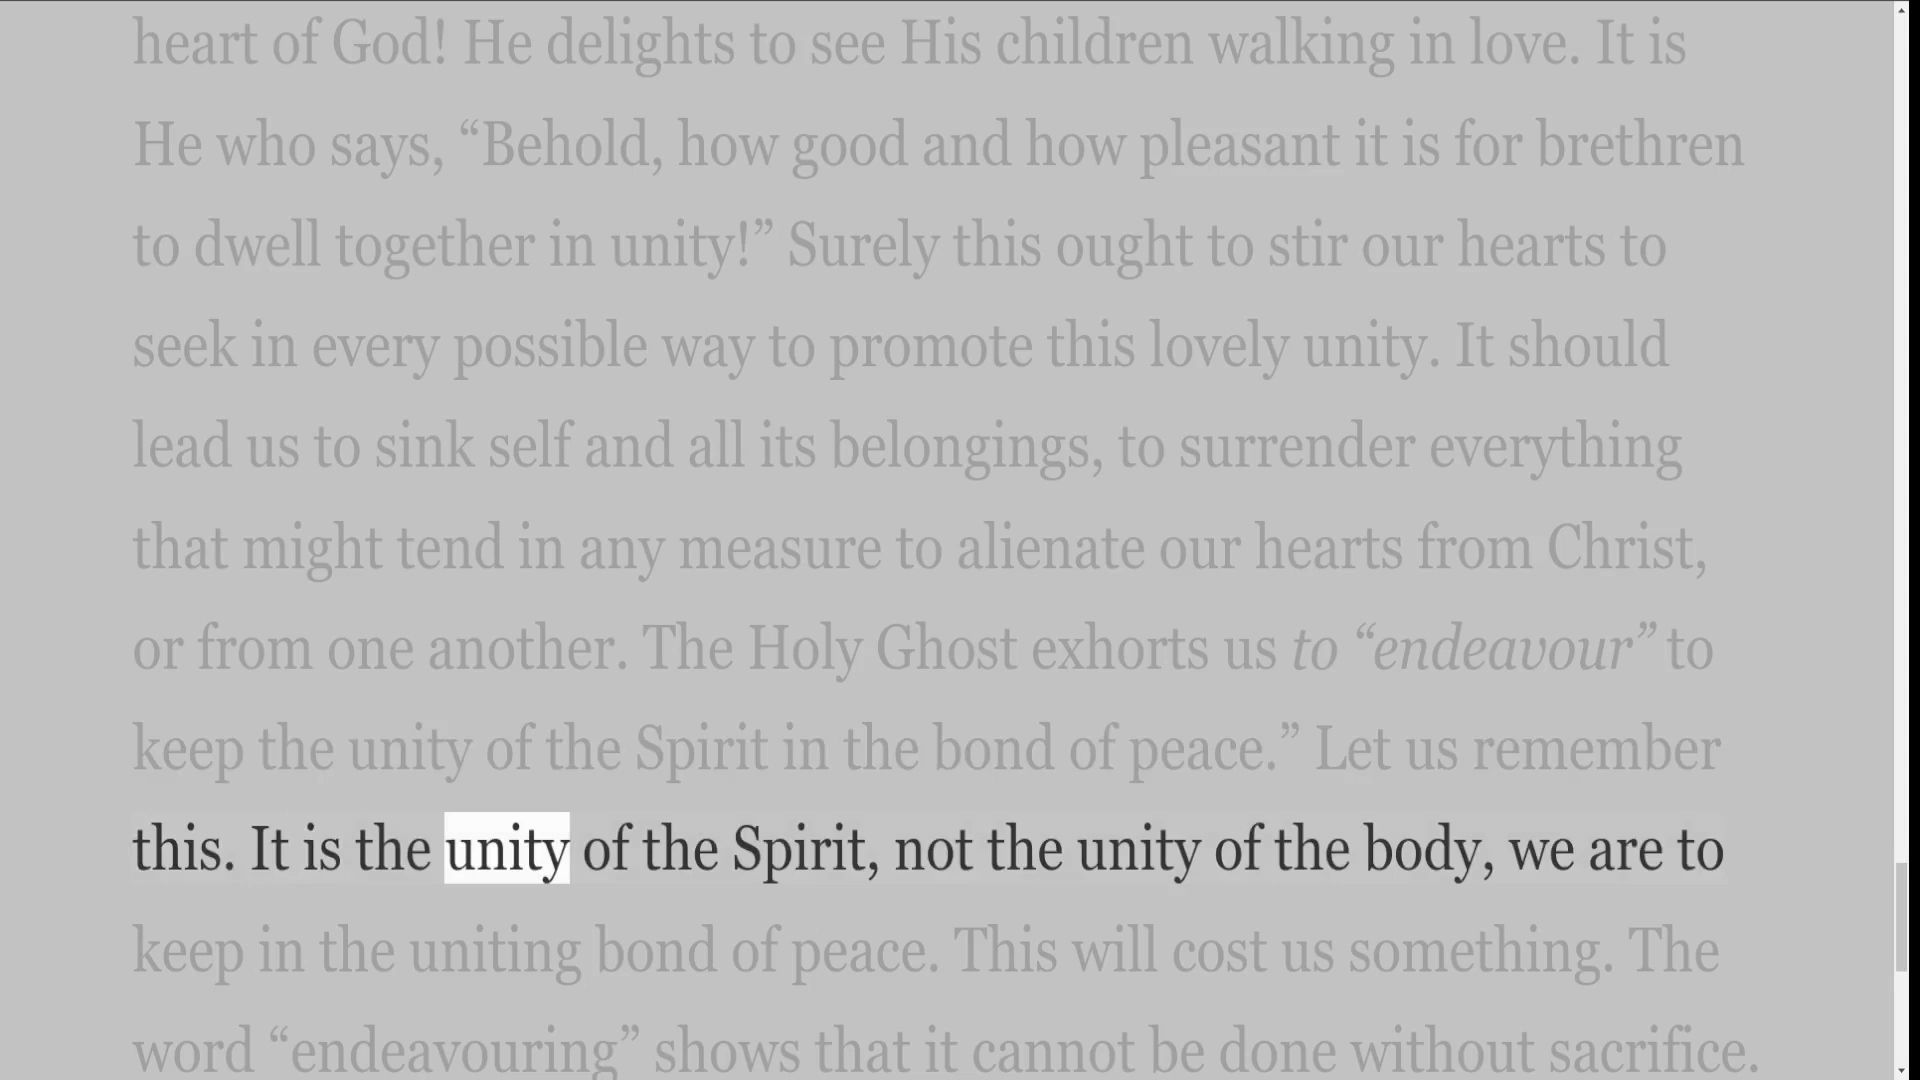 heart of God! He delights to see His children walking in love. It is
He who says, “Behold, how good and how pleasant it is for brethren
to dwell together in unity!” Surely this ought to stir our hearts to
seek in every possible way to promote this lovely unity. It should
lead us to sink self and all its belongings, to surrender everything
that might tend in any measure to alienate our hearts from Christ,
or from one another. The Holy Ghost exhorts us to “endeavour” to
keep the unity of the Spirit in the bond of peace.” Let us remember
this. It is the unity of the Spirit, not the unity of the body, we are to
keep in the uniting bond of peace. This will cost us something. The
word “endeavouring” shows that it cannot be done without sacrifice.